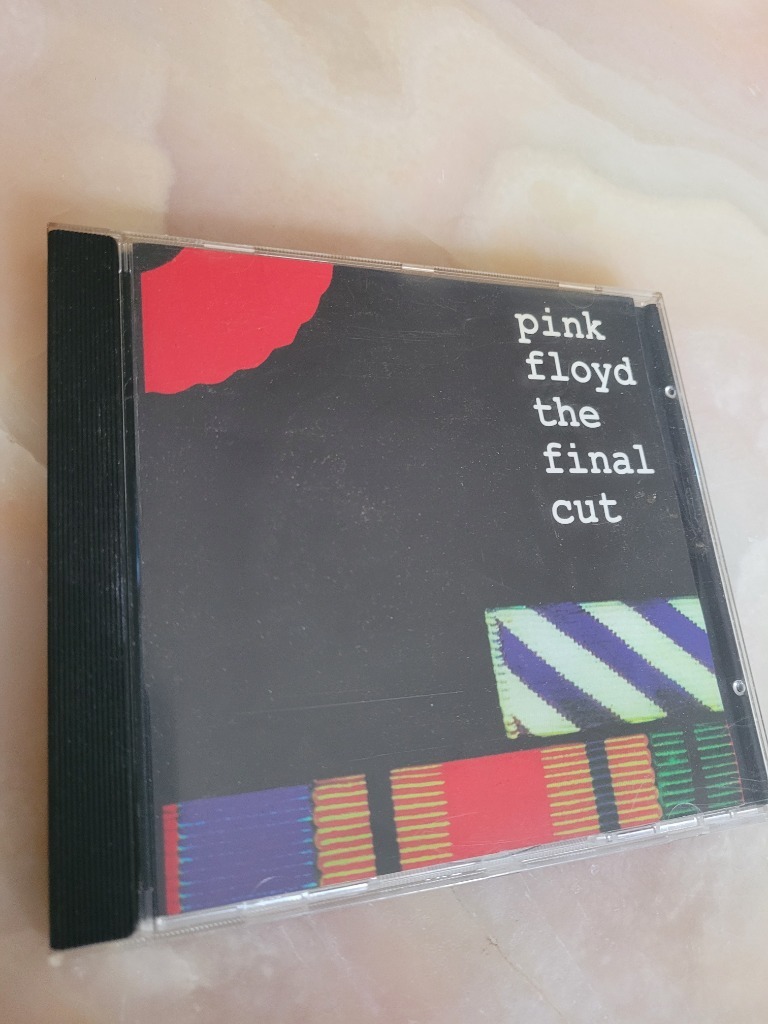 pink
floyd
the
final
cut